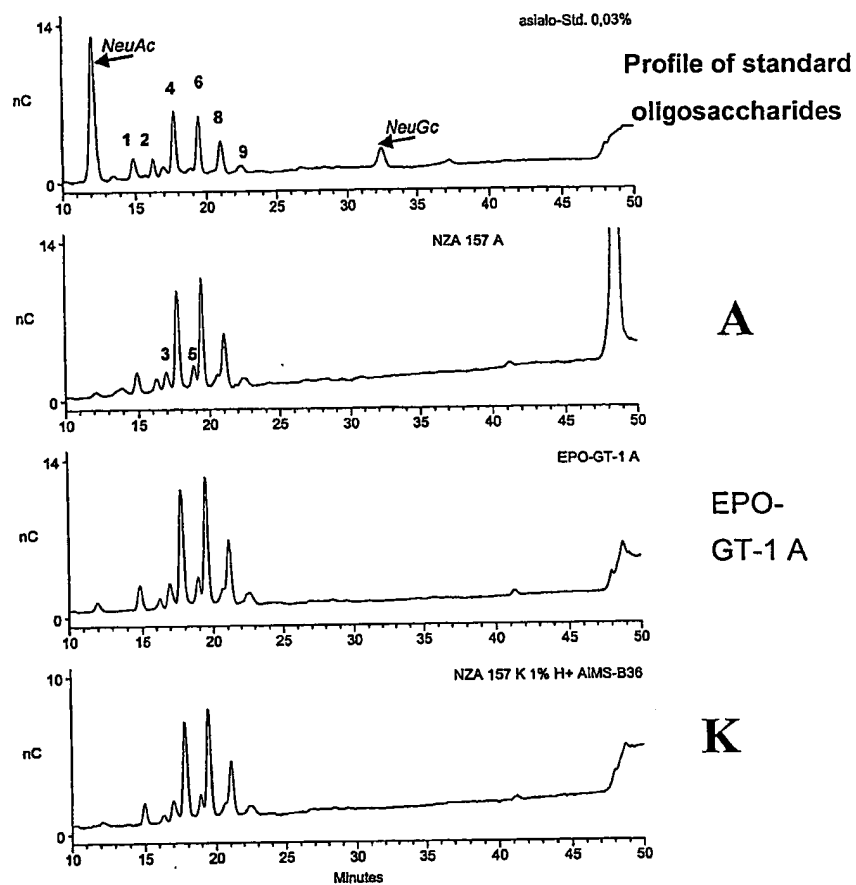 asialo-Std. 0,03%
Profile of standard
oligosaccharides
14
nC
0
NeuAc
1 2 4 6 8 9
NeuGc
10 15 20 25 30 35 40 45 50
NZA 157 A
A
14
nC
0
3 5
10 15 20 25 30 35 40 45 50
EPO-GT-1 A
EPO-
GT-1 A
14
nC
0
10 15 20 25 30 35 40 45 50
NZA 157 K 1% H+ AIMS-B36
K
10
nC
0
10 15 20 25 30 35 40 45 50
Minutes